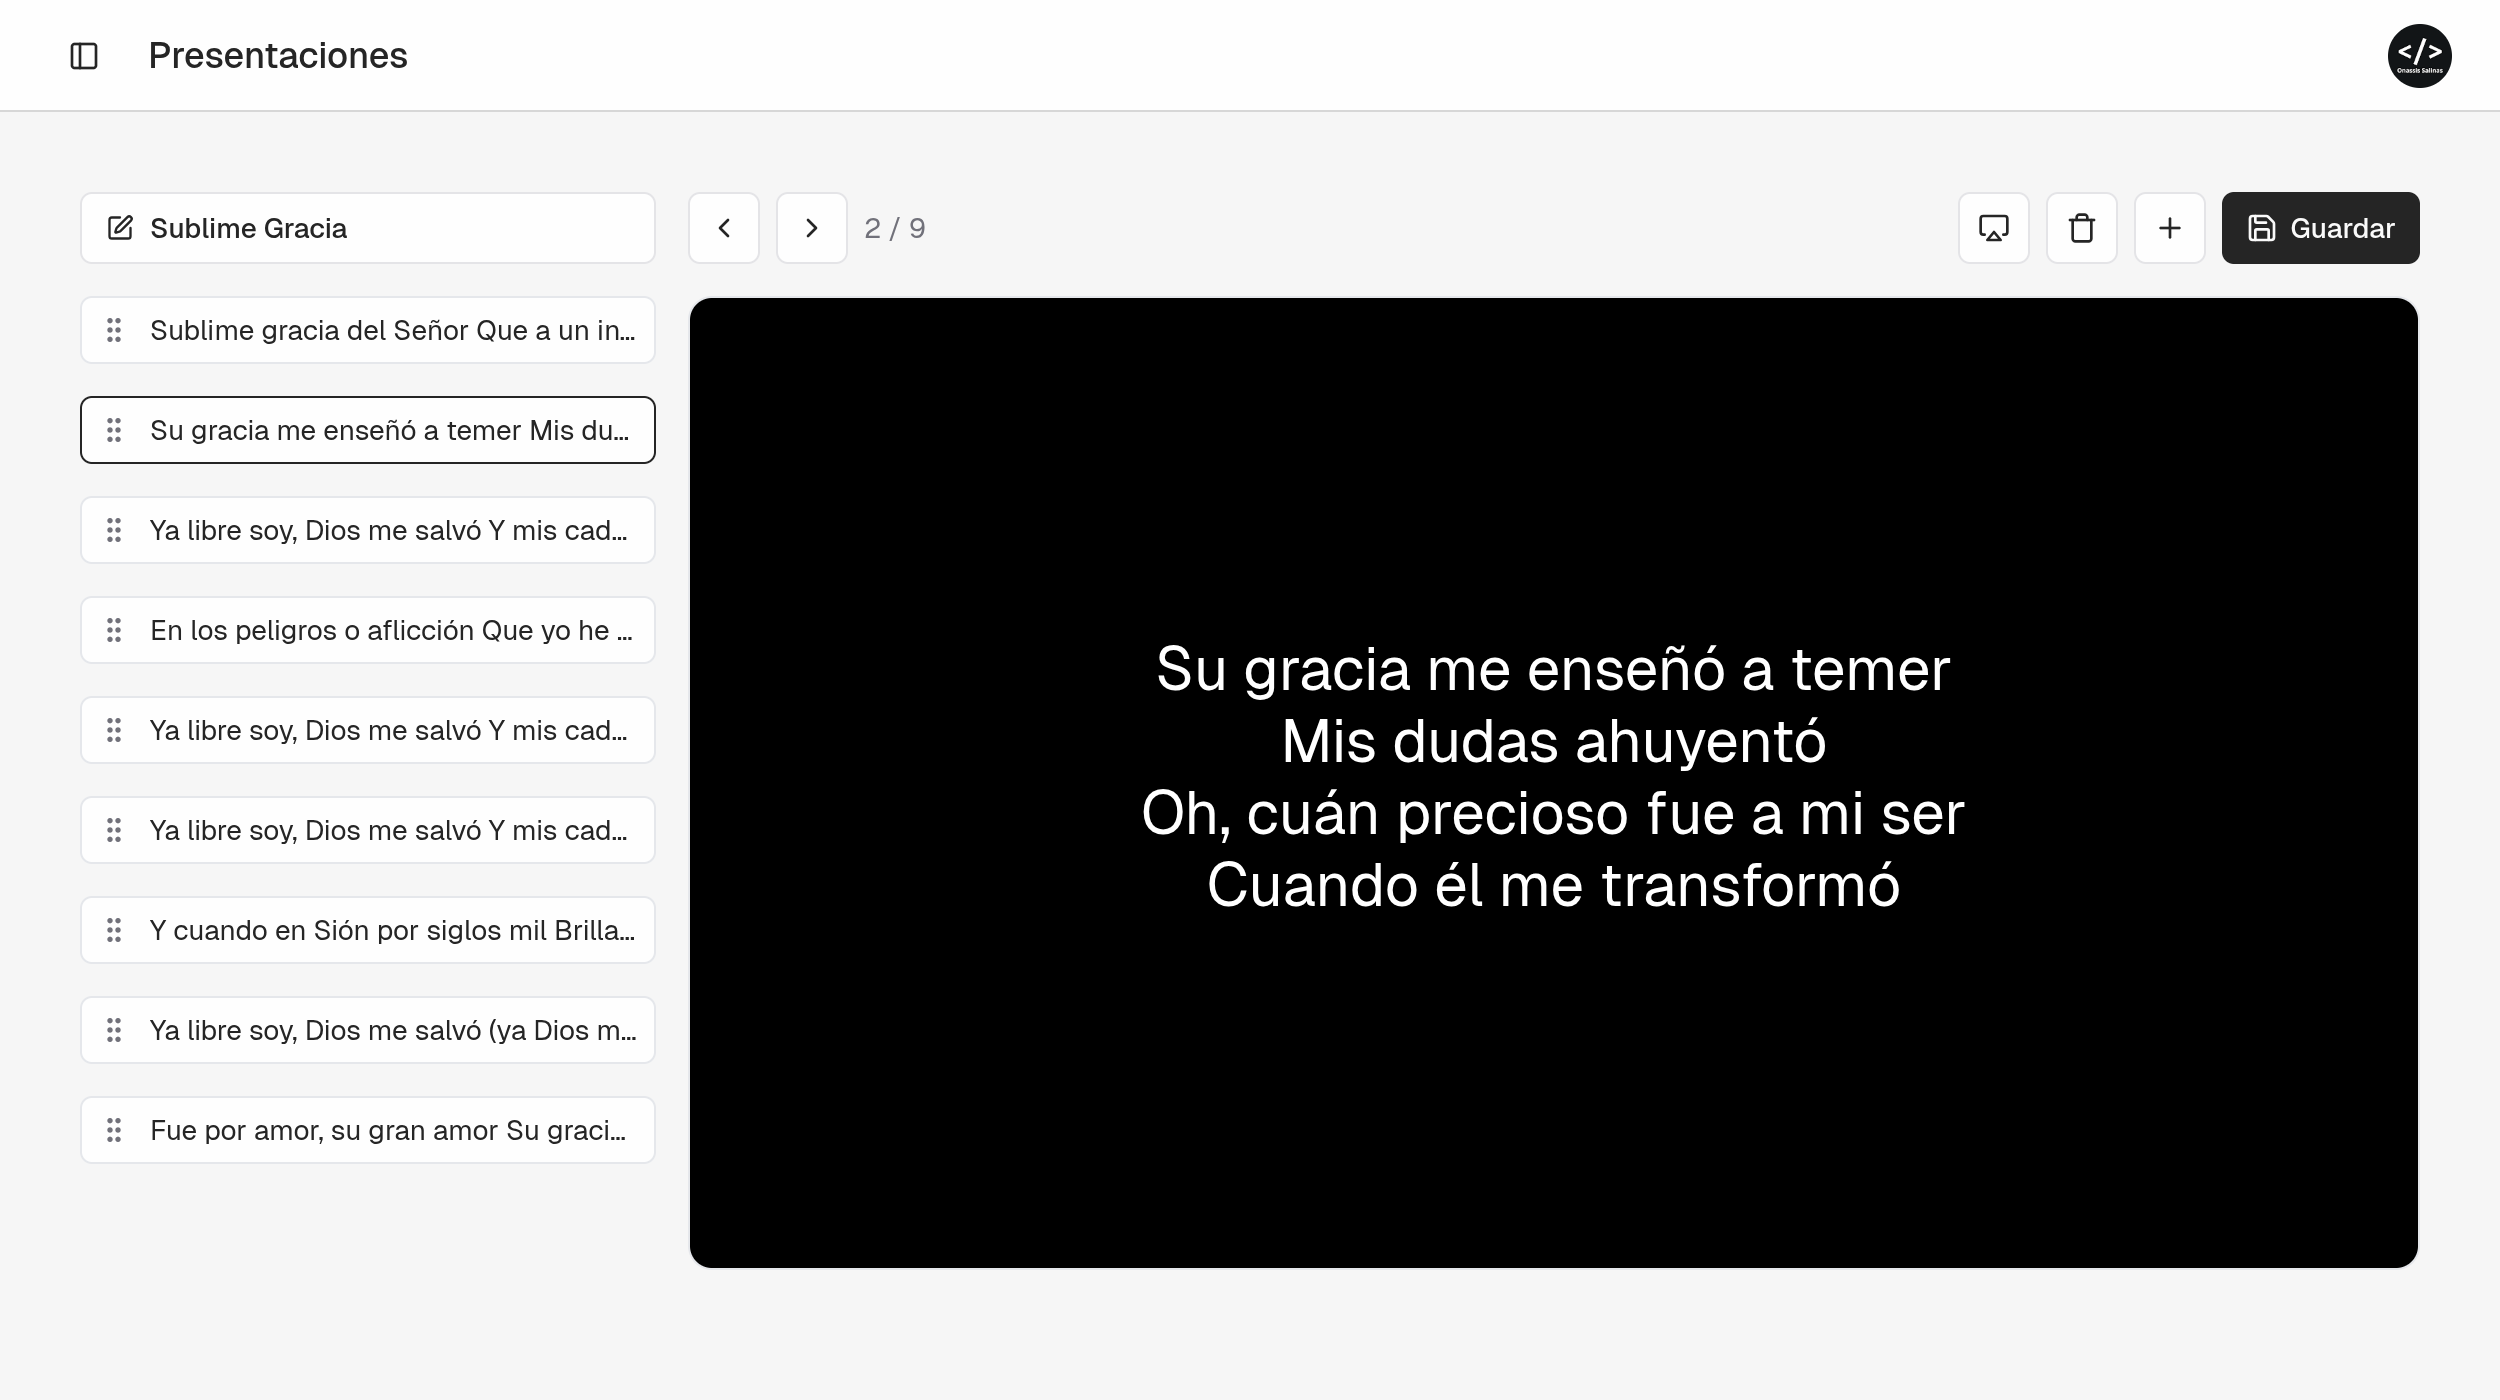 Presentaciones
</>
Onassis Salinas
Sublime Gracia
2 / 9
Guardar
Sublime gracia del Señor Que a un in...
Su gracia me enseñó a temer Mis du...
Ya libre soy, Dios me salvó Y mis cad...
En los peligros o aflicción Que yo he ...
Ya libre soy, Dios me salvó Y mis cad...
Ya libre soy, Dios me salvó Y mis cad...
Y cuando en Sión por siglos mil Brilla...
Ya libre soy, Dios me salvó (ya Dios m...
Fue por amor, su gran amor Su graci...
Su gracia me enseñó a temer
Mis dudas ahuyentó
Oh, cuán precioso fue a mi ser
Cuando él me transformó